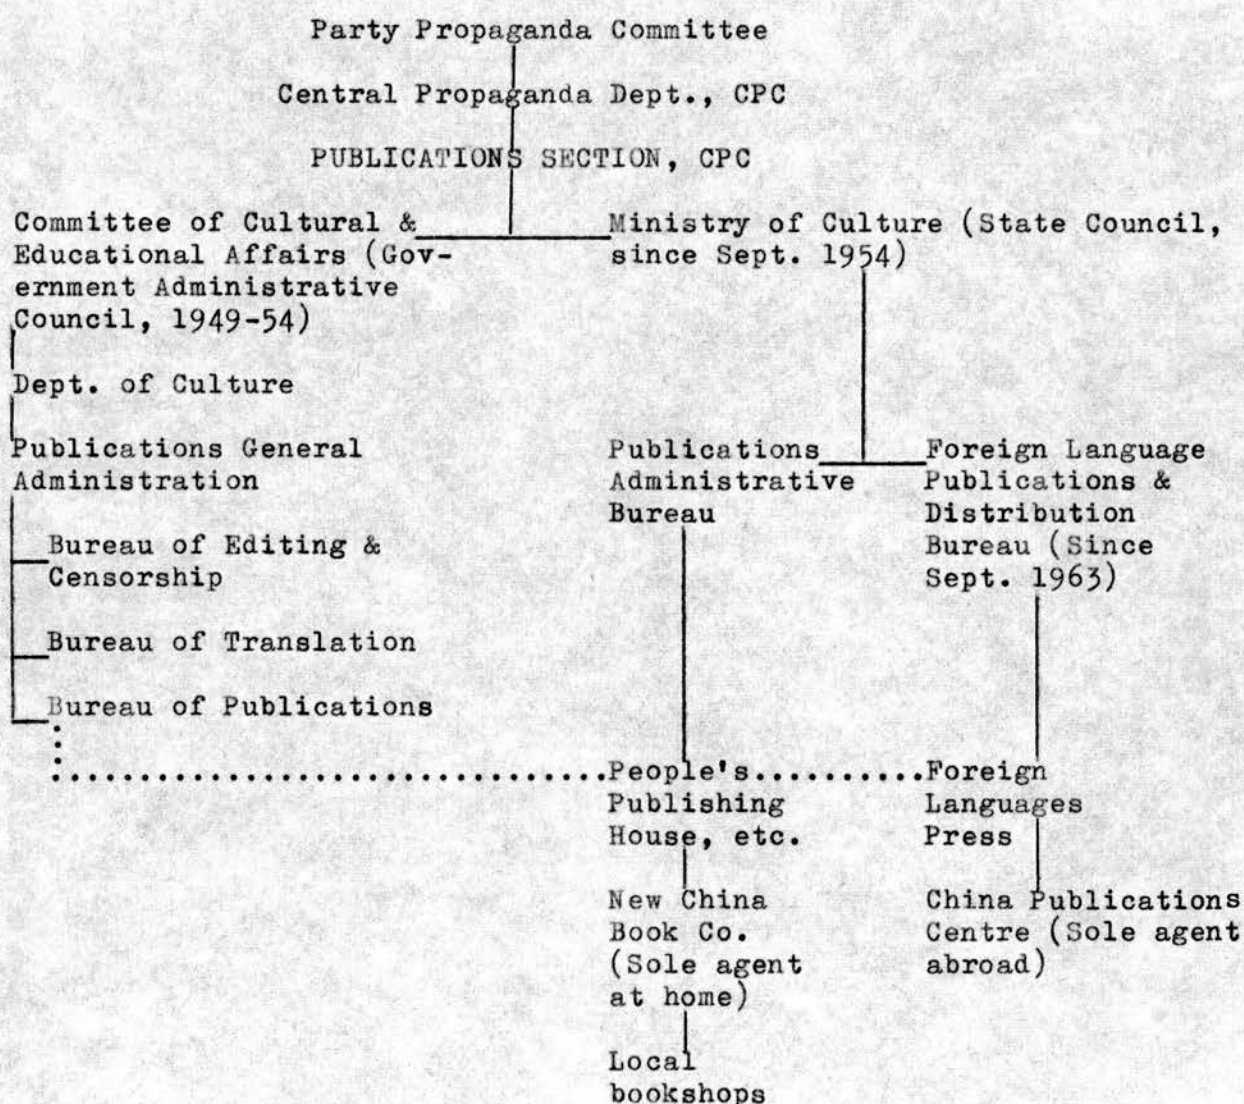 Party Propaganda Committee
Central Propaganda Dept., CPC
PUBLICATIONS SECTION, CPC
Committee of Cultural &
Educational Affairs (Gov-
ernment Administrative
Council, 1949-54)
Ministry of Culture (State Council,
since Sept. 1954)
Dept. of Culture
Publications General
Administration
Publications
Administrative
Bureau
Foreign Language
Publications &
Distribution
Bureau (Since
Sept. 1963)
Bureau of Editing &
Censorship
Bureau of Translation
Bureau of Publications
People's
Publishing
House, etc.
Foreign
Languages
Press
New China
Book Co.
(Sole agent
at home)
China Publications
Centre (Sole agent
abroad)
Local
bookshops